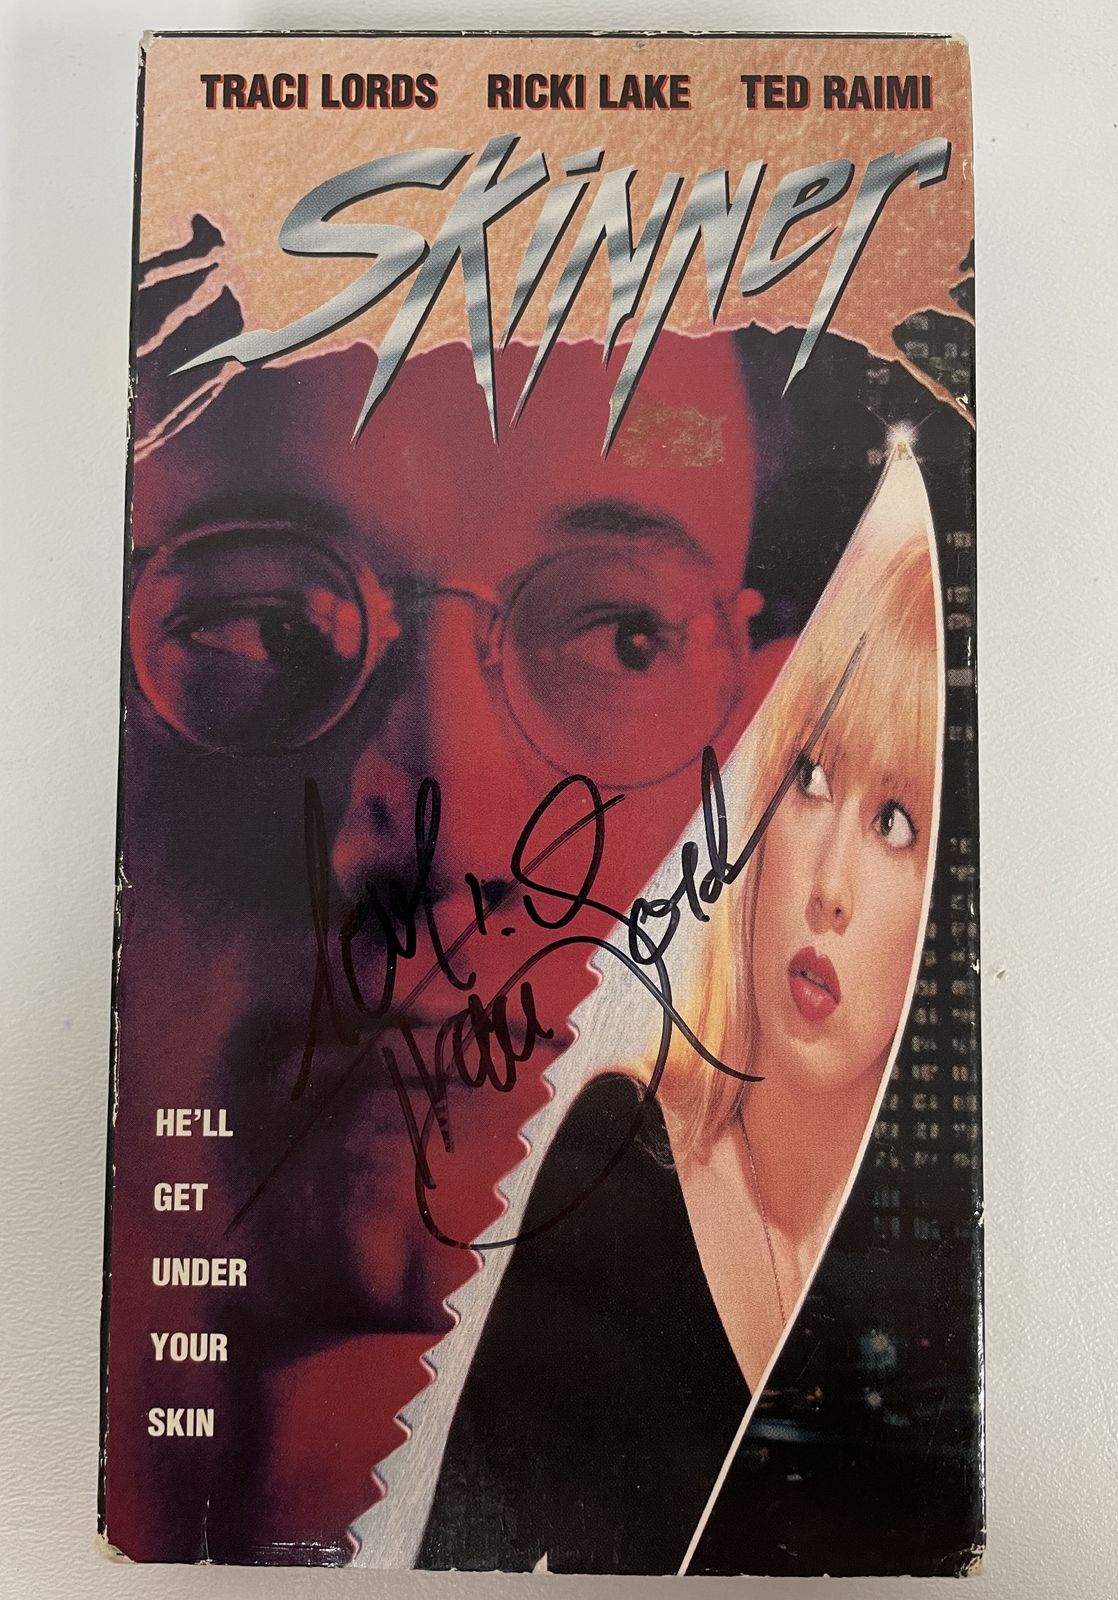 TRACI LORDS RICKI LAKE TED RAIMI
SKiNNer
HE'LL
GET
UNDER
YOUR
SKIN